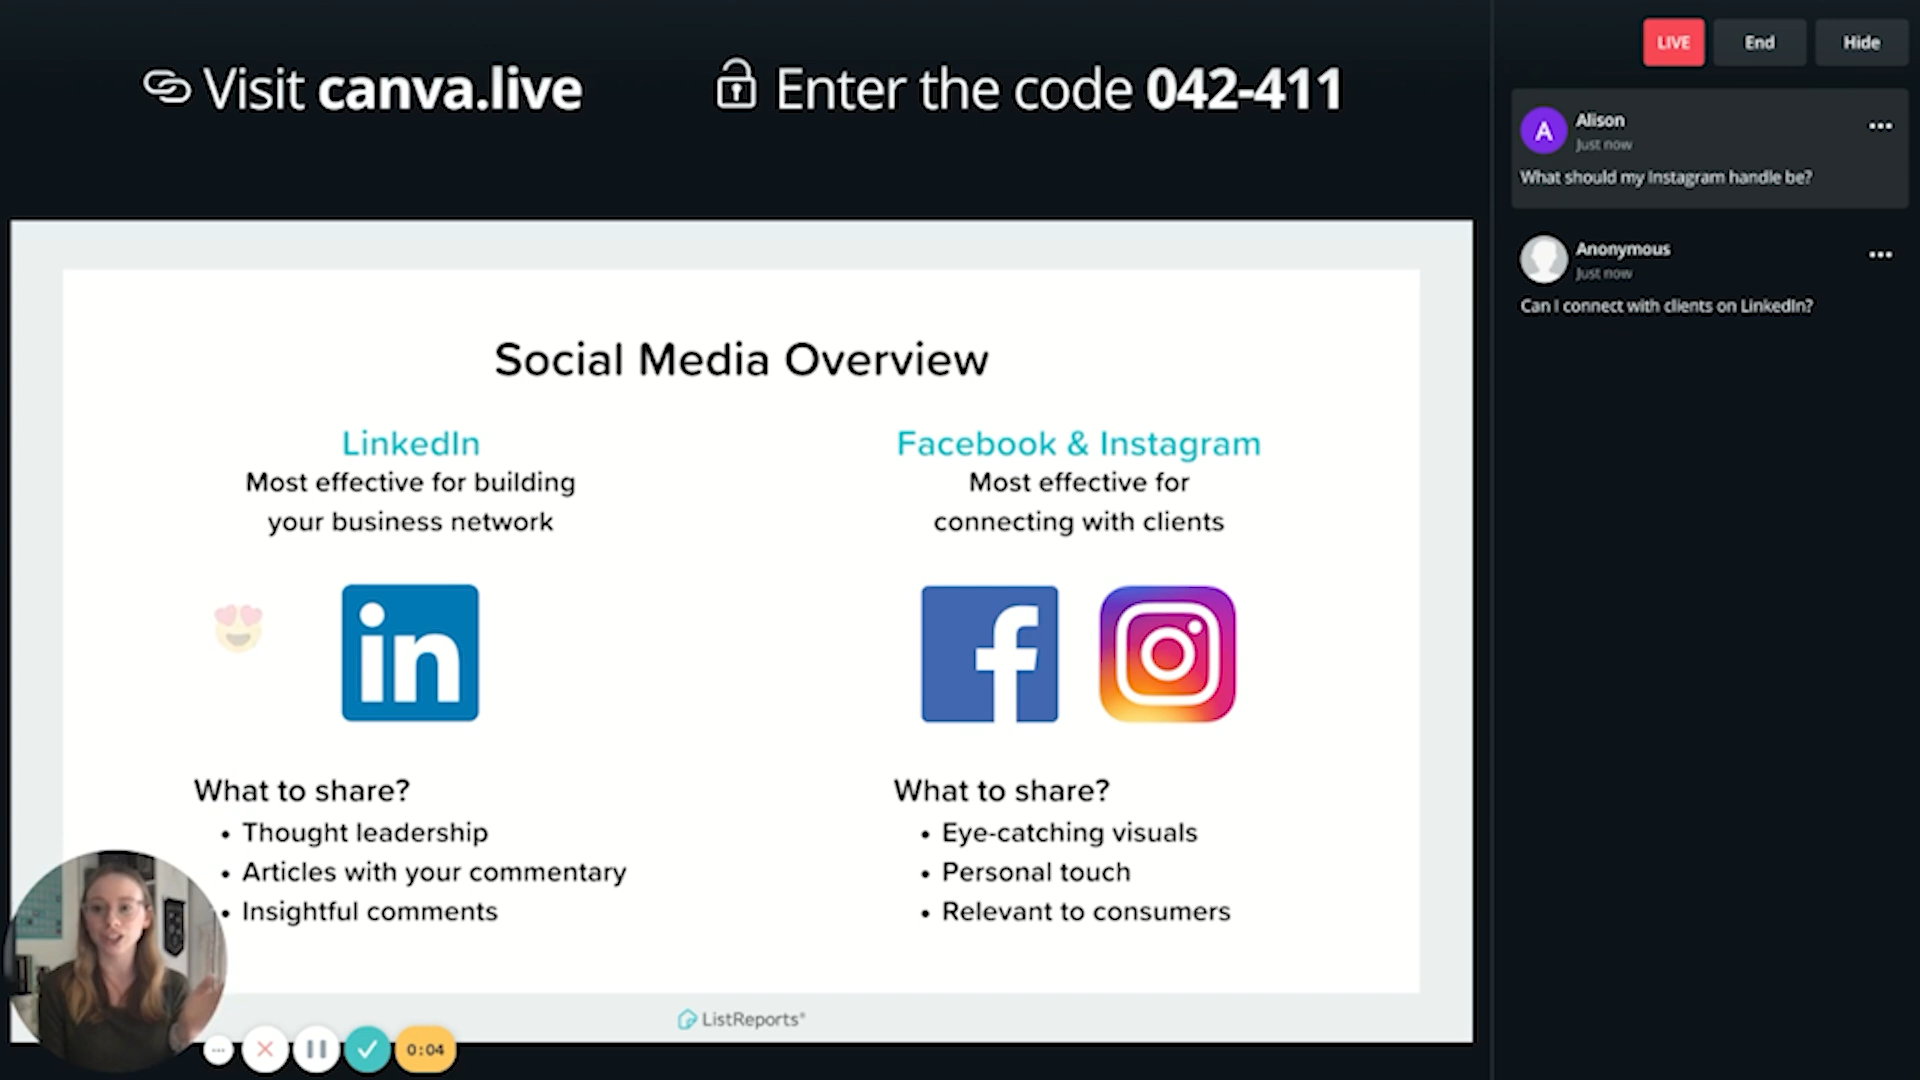 Visit canva.live
Enter the code 042-411
LIVE
End
Hide
A
Alison
Just now
What should my Instagram handle be?
Anonymous
Just now
Can I connect with clients on LinkedIn?
Social Media Overview
LinkedIn
Most effective for building
your business network
in
What to share?
• Thought leadership
• Articles with your commentary
• Insightful comments
Facebook & Instagram
Most effective for
connecting with clients
f
What to share?
• Eye-catching visuals
• Personal touch
• Relevant to consumers
ListReports®
0:04